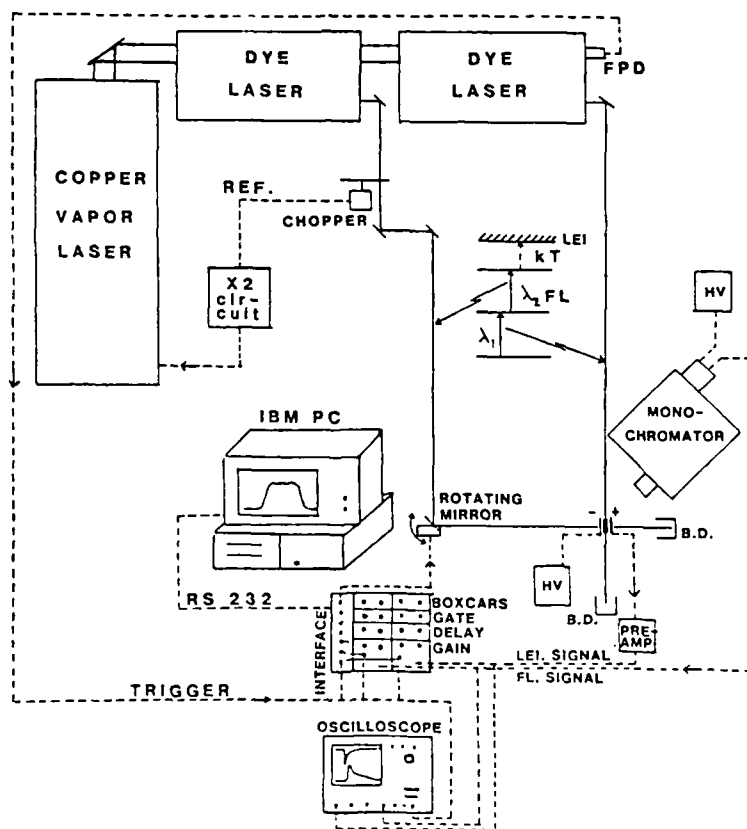 DYE
LASER
DYE
LASER
FPD
COPPER
VAPOR
LASER
REF.
CHOPPER
X2
cir-
cuit
LEI
kT
λ₂ FL
λ₁
HV
MONO-
CHROMATOR
IBM PC
ROTATING
MIRROR
- +
B.D.
HV
B.D.
PRE-
AMP
RS 232
INTERFACE
BOXCARS
GATE
DELAY
GAIN
LEI. SIGNAL
FL. SIGNAL
TRIGGER
OSCILLOSCOPE